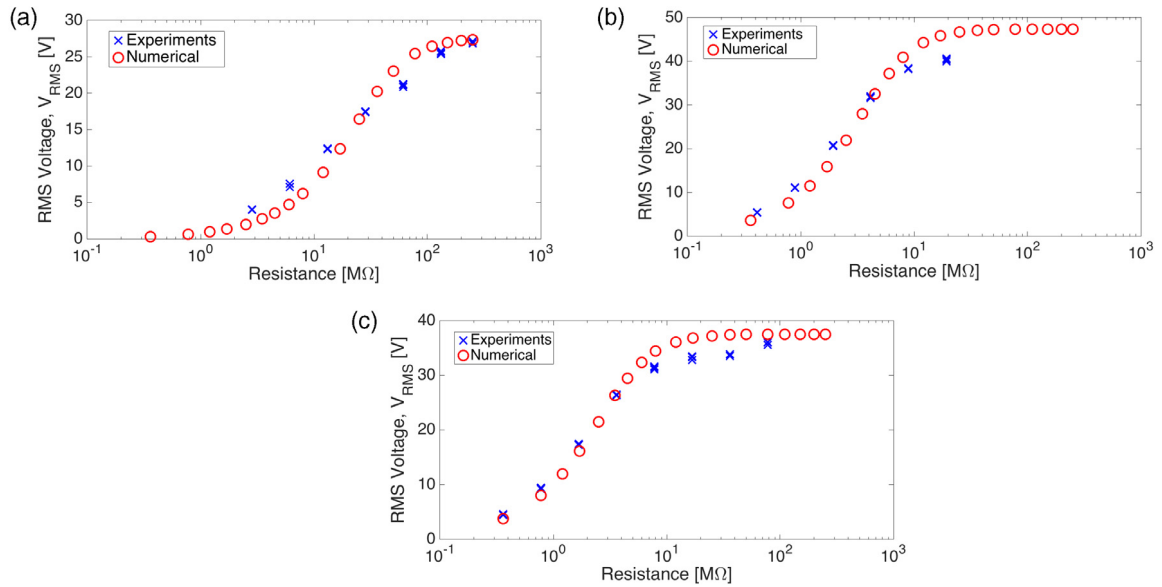 (a)
30
25
20
15
10
5
0
RMS Voltage, V_RMS [V]
Experiments
Numerical
10^-1 10^0 10^1 10^2 10^3
Resistance [MΩ]
(b)
50
40
30
20
10
0
RMS Voltage, V_RMS [V]
Experiments
Numerical
10^-1 10^0 10^1 10^2 10^3
Resistance [MΩ]
(c)
40
30
20
10
0
RMS Voltage, V_RMS [V]
Experiments
Numerical
10^-1 10^0 10^1 10^2 10^3
Resistance [MΩ]